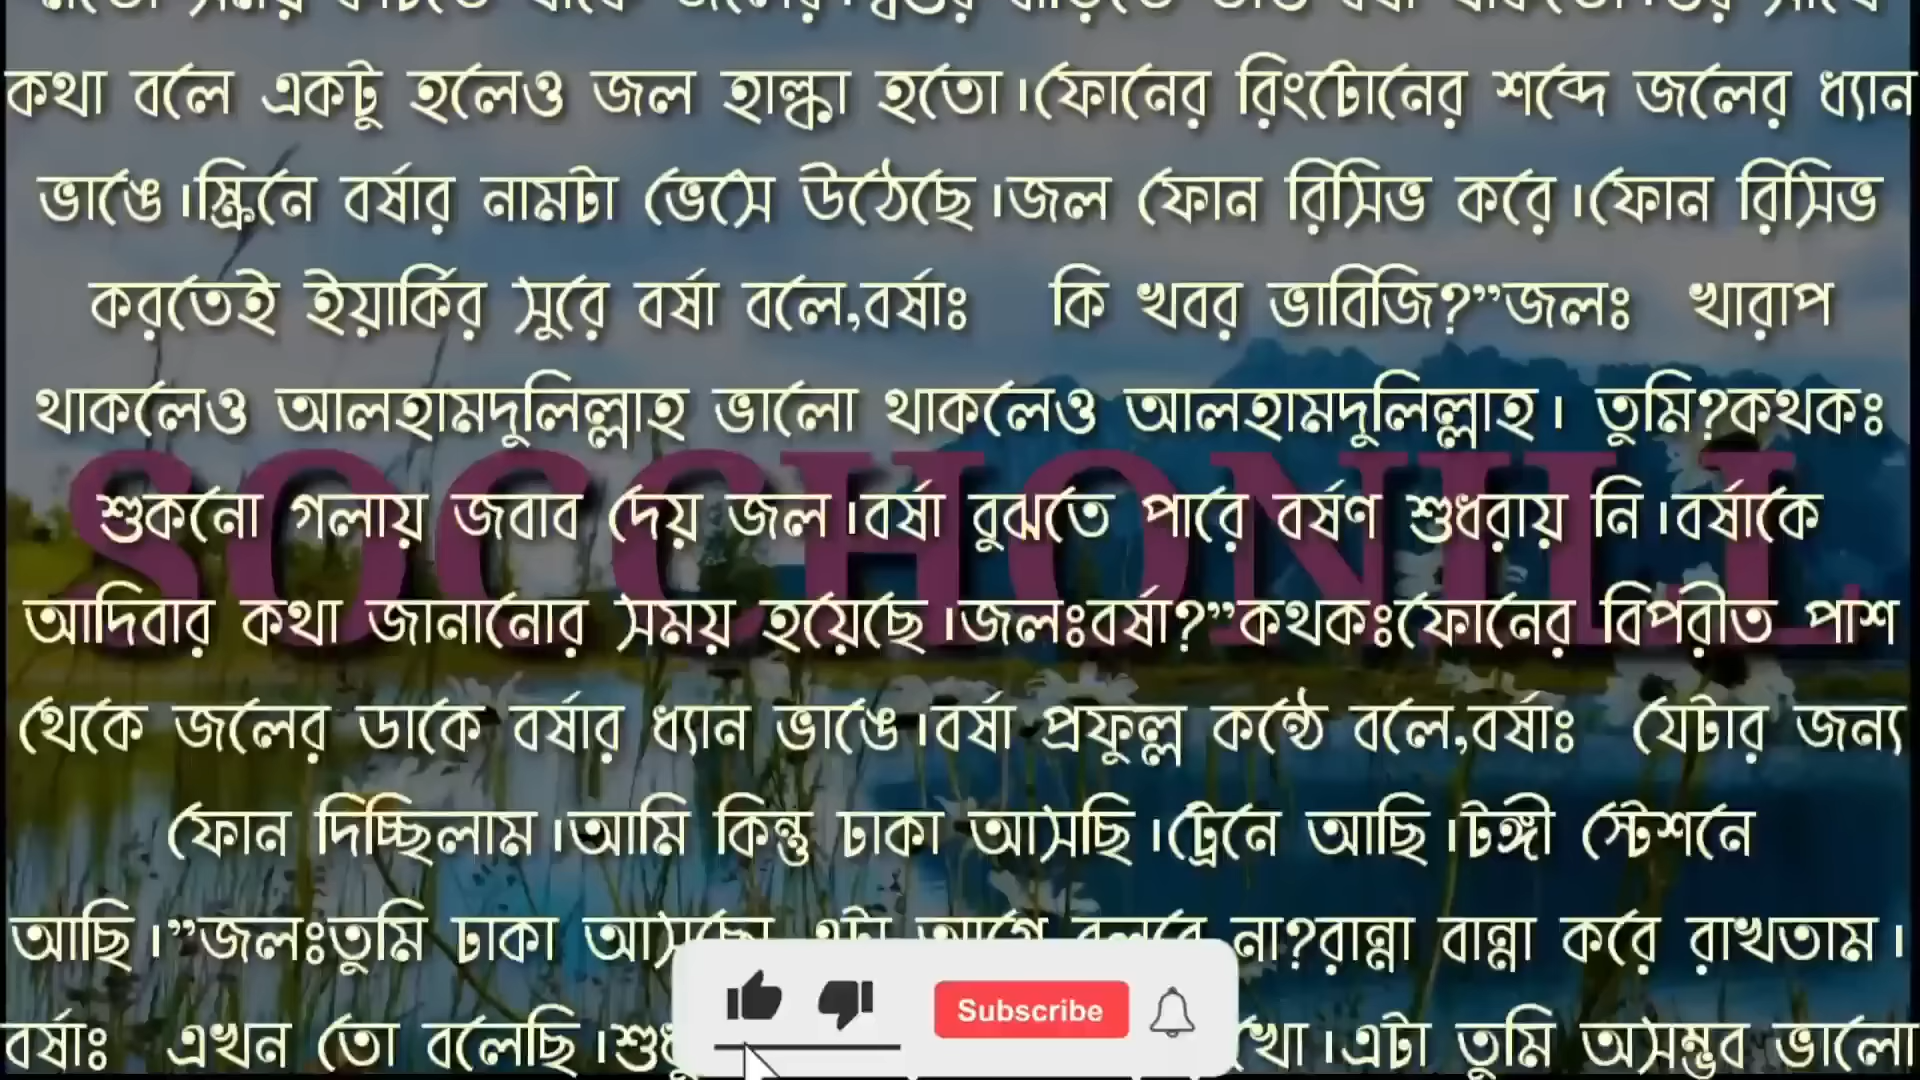 কথা বলে একটু হলেও জল হাল্কা হতো।ফোনের রিংটোনের শব্দে জলের ধ্যান
ভাঙে।স্ক্রিনে বর্ষার নামটা ভেসে উঠেছে।জল ফোন রিসিভ করে।ফোন রিসিভ
করতেই ইয়ার্কির সুরে বর্ষা বলে,বর্ষাঃ কি খবর ভাবিজি?”জলঃ খারাপ
থাকলেও আলহামদুলিল্লাহ ভালো থাকলেও আলহামদুলিল্লাহ। তুমি?কথকঃ
SOCCHONILL
শুকনো গলায় জবাব দেয় জল।বর্ষা বুঝতে পারে বর্ষণ শুধরায় নি।বর্ষাকে
আদিবার কথা জানানোর সময় হয়েছে।জলঃবর্ষা?”কথকঃফোনের বিপরীত পাশ
থেকে জলের ডাকে বর্ষার ধ্যান ভাঙে।বর্ষা প্রফুল্ল কন্ঠে বলে,বর্ষাঃ যেটার জন্য
ফোন দিচ্ছিলাম।আমি কিন্তু ঢাকা আসছি।ট্রেনে আছি।টঙ্গী স্টেশনে
আছি।”জলঃতুমি ঢাকা না?রান্না বান্না করে রাখতাম।
বর্ষাঃ এখন তো বলেছি। এটা তুমি অসম্ভব ভালো
Subscribe